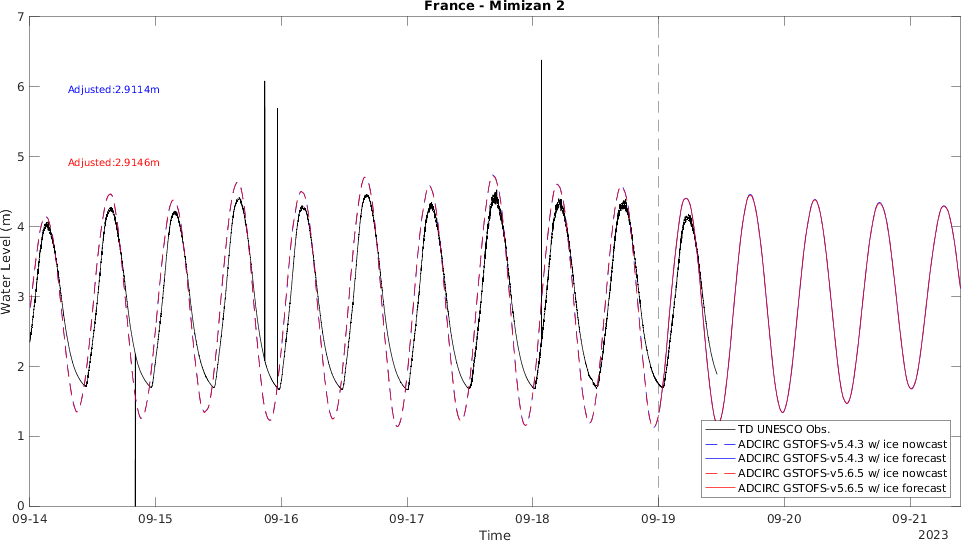 France - Mimizan 2
7
6
5
4
3
2
1
0
Water Level (m)
Adjusted:2.9114m
Adjusted:2.9146m
TD UNESCO Obs.
ADCIRC GSTOFS-v5.4.3 w/ ice nowcast
ADCIRC GSTOFS-v5.4.3 w/ ice forecast
ADCIRC GSTOFS-v5.6.5 w/ ice nowcast
ADCIRC GSTOFS-v5.6.5 w/ ice forecast
09-14 09-15 09-16 09-17 09-18 09-19 09-20 09-21
Time
2023